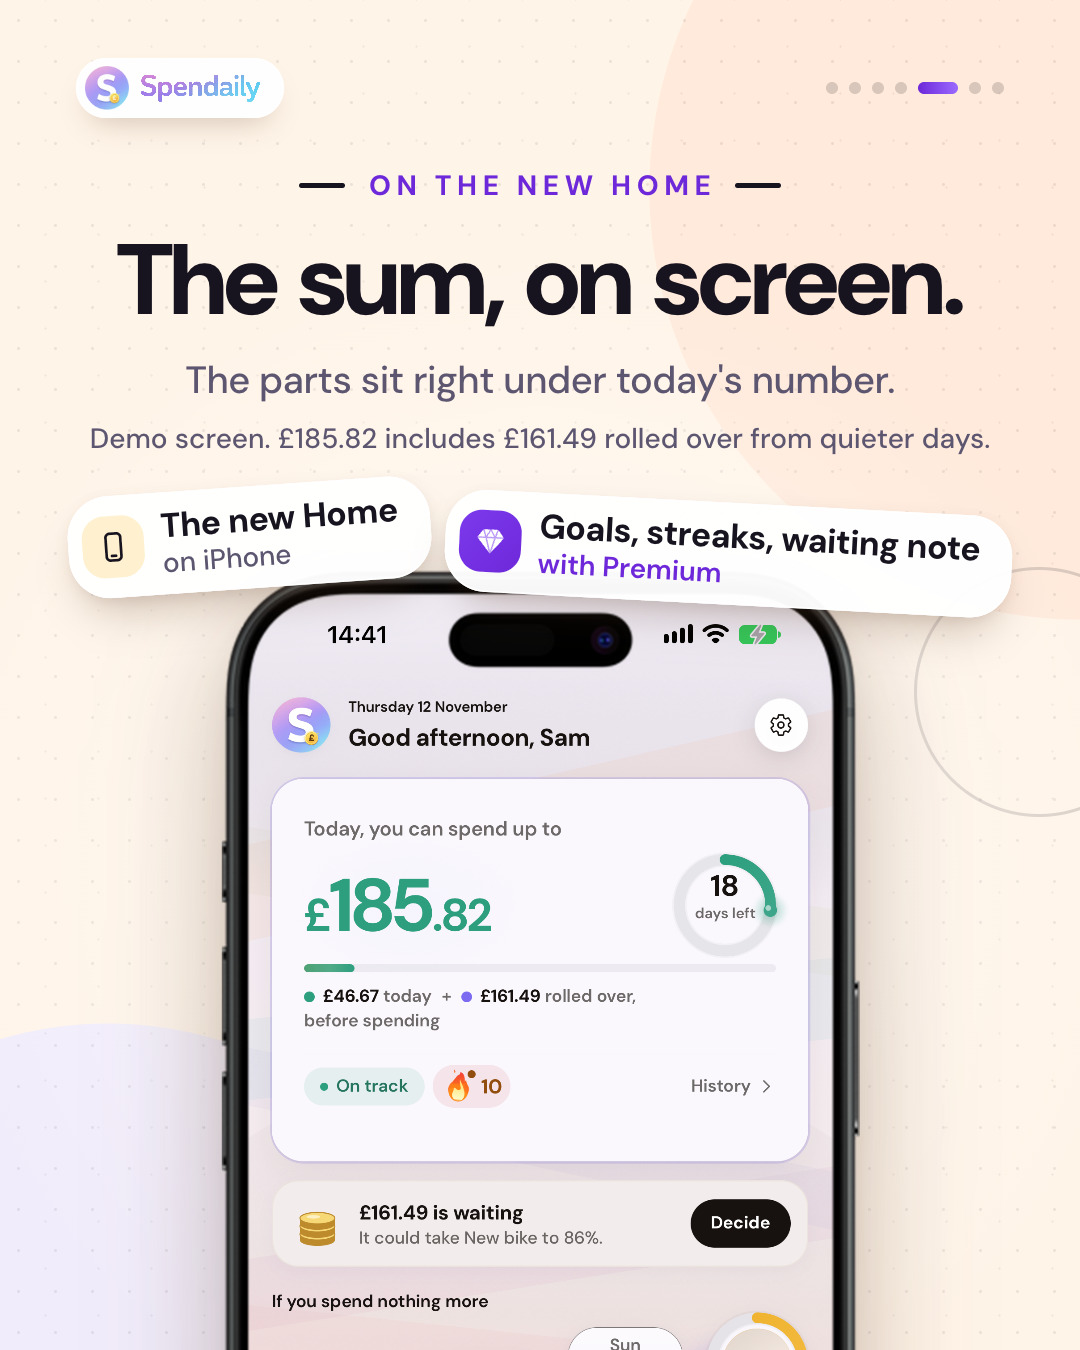 Spendaily
ON THE NEW HOME
The sum, on screen.
The parts sit right under today's number.
Demo screen. £185.82 includes £161.49 rolled over from quieter days.
The new Home
on iPhone
Goals, streaks, waiting note
with Premium
14:41
Thursday 12 November
Good afternoon, Sam
Today, you can spend up to
£185.82
18
days left
£46.67 today + £161.49 rolled over,
before spending
On track
10
History
£161.49 is waiting
It could take New bike to 86%.
Decide
If you spend nothing more
Sun